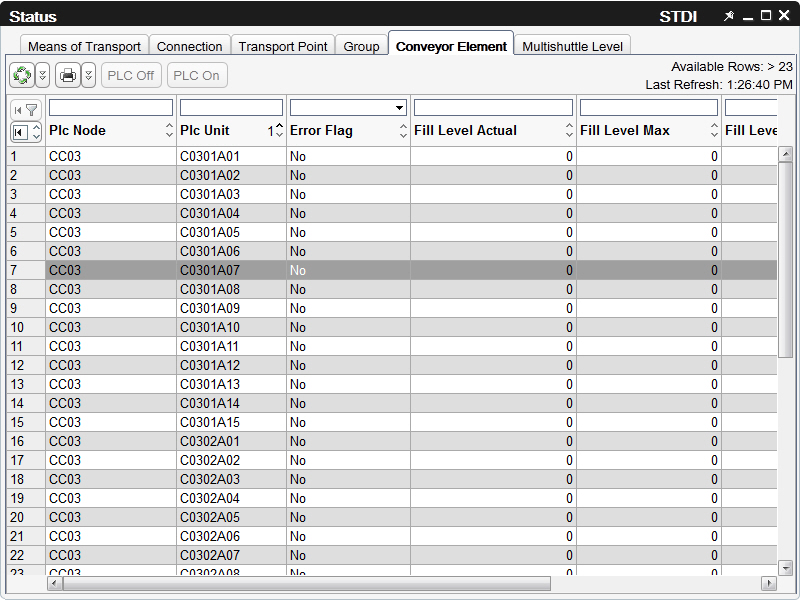 Status STDI
Means of Transport Connection Transport Point Group Conveyor Element Multishuttle Level
PLC Off PLC On
Available Rows: > 23
Last Refresh: 1:26:40 PM
Plc Node Plc Unit 1 Error Flag Fill Level Actual Fill Level Max Fill Leve
1 CC03 C0301A01 No 0 0
2 CC03 C0301A02 No 0 0
3 CC03 C0301A03 No 0 0
4 CC03 C0301A04 No 0 0
5 CC03 C0301A05 No 0 0
6 CC03 C0301A06 No 0 0
7 CC03 C0301A07 No 0 0
8 CC03 C0301A08 No 0 0
9 CC03 C0301A09 No 0 0
10 CC03 C0301A10 No 0 0
11 CC03 C0301A11 No 0 0
12 CC03 C0301A12 No 0 0
13 CC03 C0301A13 No 0 0
14 CC03 C0301A14 No 0 0
15 CC03 C0301A15 No 0 0
16 CC03 C0302A01 No 0 0
17 CC03 C0302A02 No 0 0
18 CC03 C0302A03 No 0 0
19 CC03 C0302A04 No 0 0
20 CC03 C0302A05 No 0 0
21 CC03 C0302A06 No 0 0
22 CC03 C0302A07 No 0 0
23 CC03 C0302A08 No 0 0